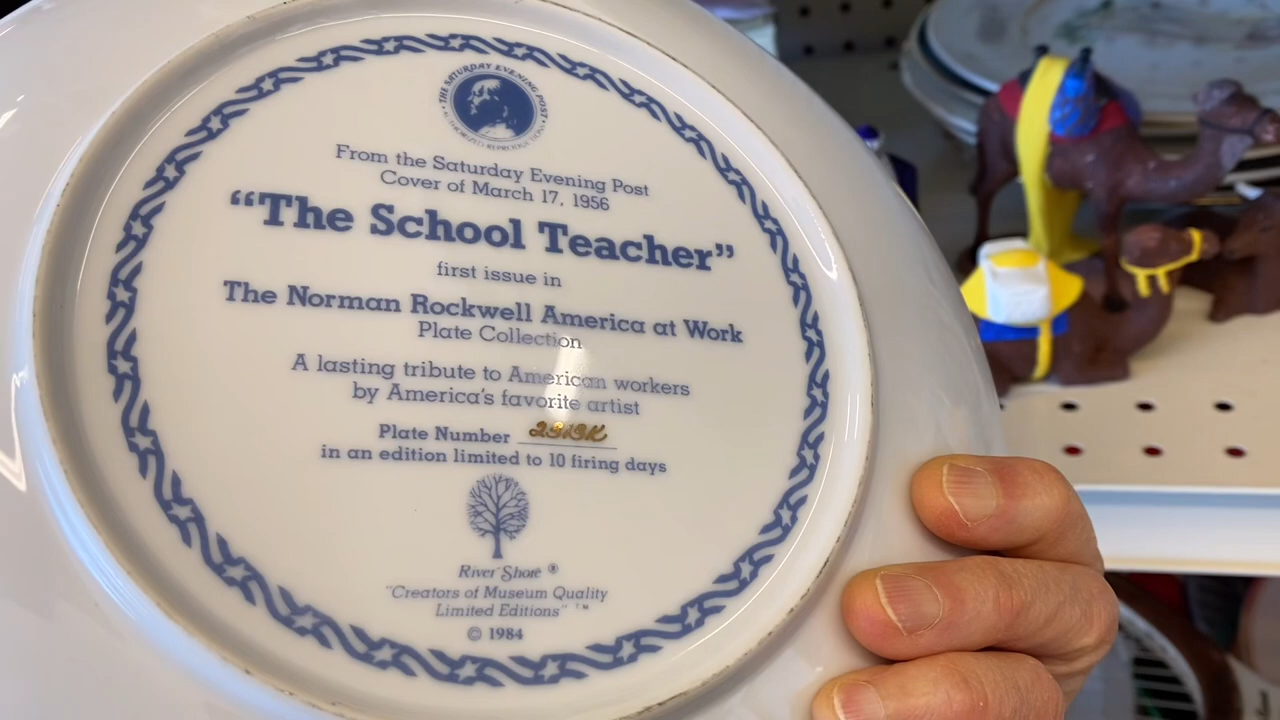 THE SATURDAY EVENING POST
AUTHORIZED REPRODUCTION
From the Saturday Evening Post
Cover of March 17, 1956
“The School Teacher”
first issue in
The Norman Rockwell America at Work
Plate Collection
A lasting tribute to American workers
by America's favorite artist
Plate Number 2313K
in an edition limited to 10 firing days
River Shore ®
"Creators of Museum Quality
Limited Editions" ™
© 1984